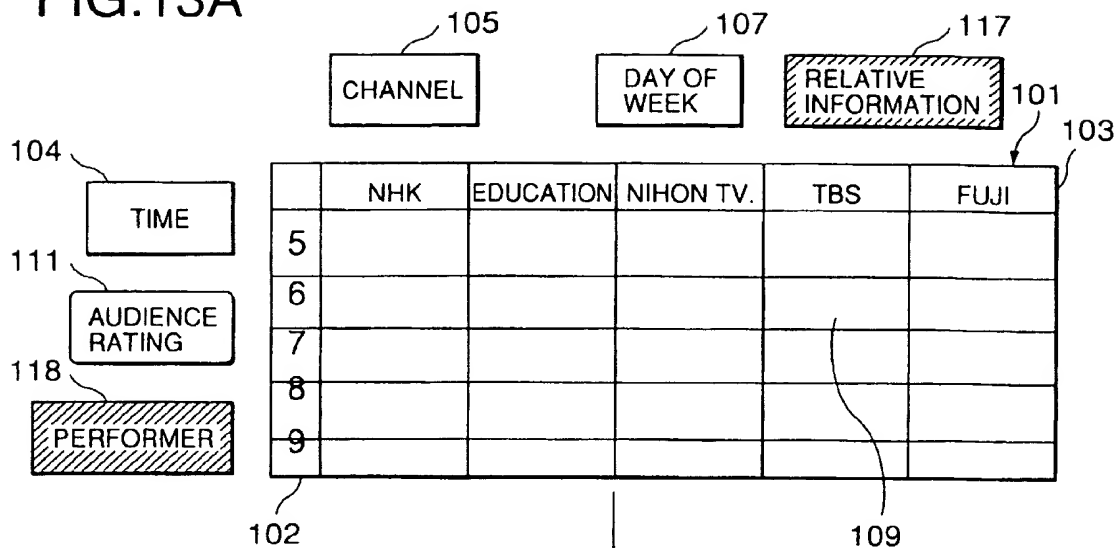 FIG.13A
105
107
117
CHANNEL
DAY OF
WEEK
RELATIVE
INFORMATION
101
103
104
TIME
NHK
EDUCATION
NIHON TV.
TBS
FUJI
5
111
AUDIENCE
RATING
6
7
118
PERFORMER
8
9
102
109